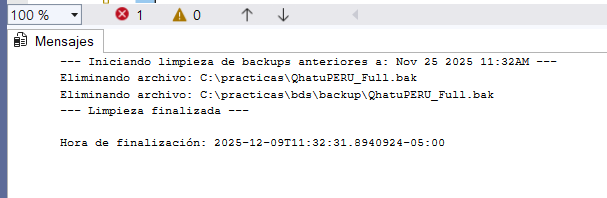 100 %
1
0
Mensajes
--- Iniciando limpieza de backups anteriores a: Nov 25 2025 11:32AM ---
Eliminando archivo: C:\practicas\QhatuPERU_Full.bak
Eliminando archivo: C:\practicas\bds\backup\QhatuPERU_Full.bak
--- Limpieza finalizada ---
Hora de finalización: 2025-12-09T11:32:31.8940924-05:00